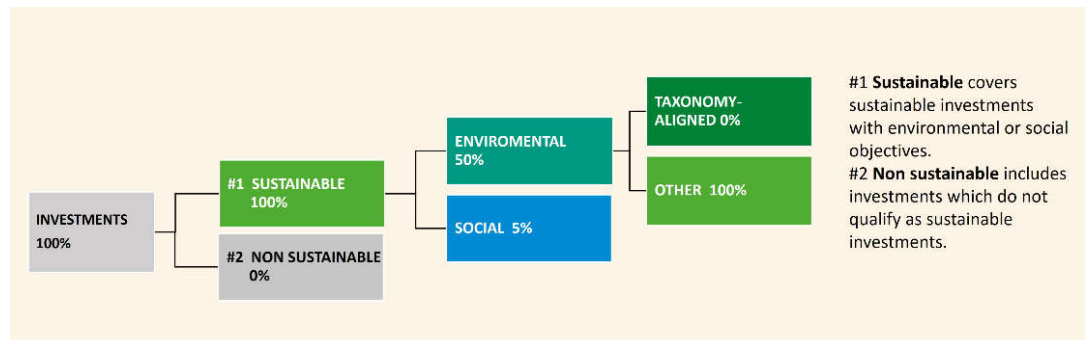 INVESTMENTS
100%
#1 SUSTAINABLE
100%
#2 NON SUSTAINABLE
0%
ENVIROMENTAL
50%
SOCIAL 5%
TAXONOMY-
ALIGNED 0%
OTHER 100%
#1 Sustainable covers
sustainable investments
with environmental or social
objectives.
#2 Non sustainable includes
investments which do not
qualify as sustainable
investments.